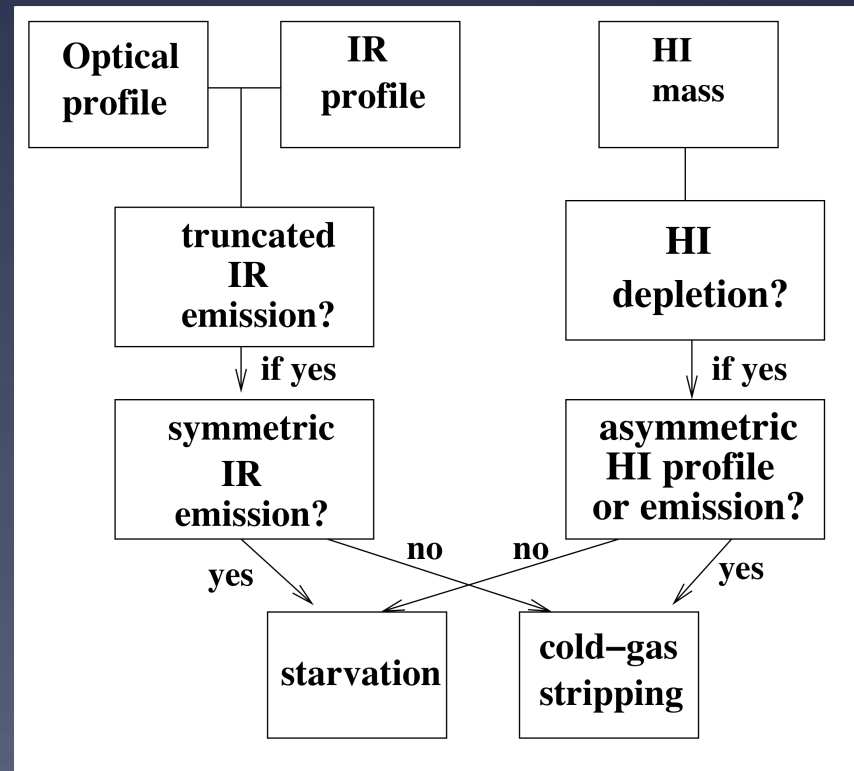 Optical
profile
IR
profile
HI
mass
truncated
IR
emission?
HI
depletion?
if yes
if yes
symmetric
IR
emission?
asymmetric
HI profile
or emission?
yes
no
no
yes
starvation
cold−gas
stripping